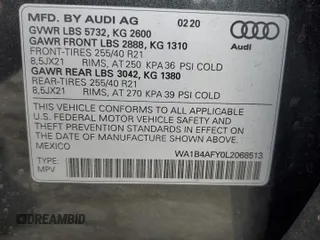 MFD. BY AUDI AG 02/20
GVWR LBS 5732, KG 2600
GAWR FRONT LBS 2888, KG 1310
FRONT-TIRES 255/40 R21
8,5JX21 RIMS, AT 250 KPA 36 PSI COLD
GAWR REAR LBS 3042, KG 1380
REAR-TIRES 255/40 R21
8,5JX21 RIMS, AT 270 KPA 39 PSI COLD
Audi
THIS VEHICLE CONFORMS TO ALL APPLICABLE
U.S. FEDERAL MOTOR VEHICLE SAFETY AND
THEFT PREVENTION STANDARDS IN EFFECT ON
THE DATE OF MANUFACTURE SHOWN ABOVE
MEXICO
WA1B4AFY0L2068513
TYPE:
MPV
DREAMBID